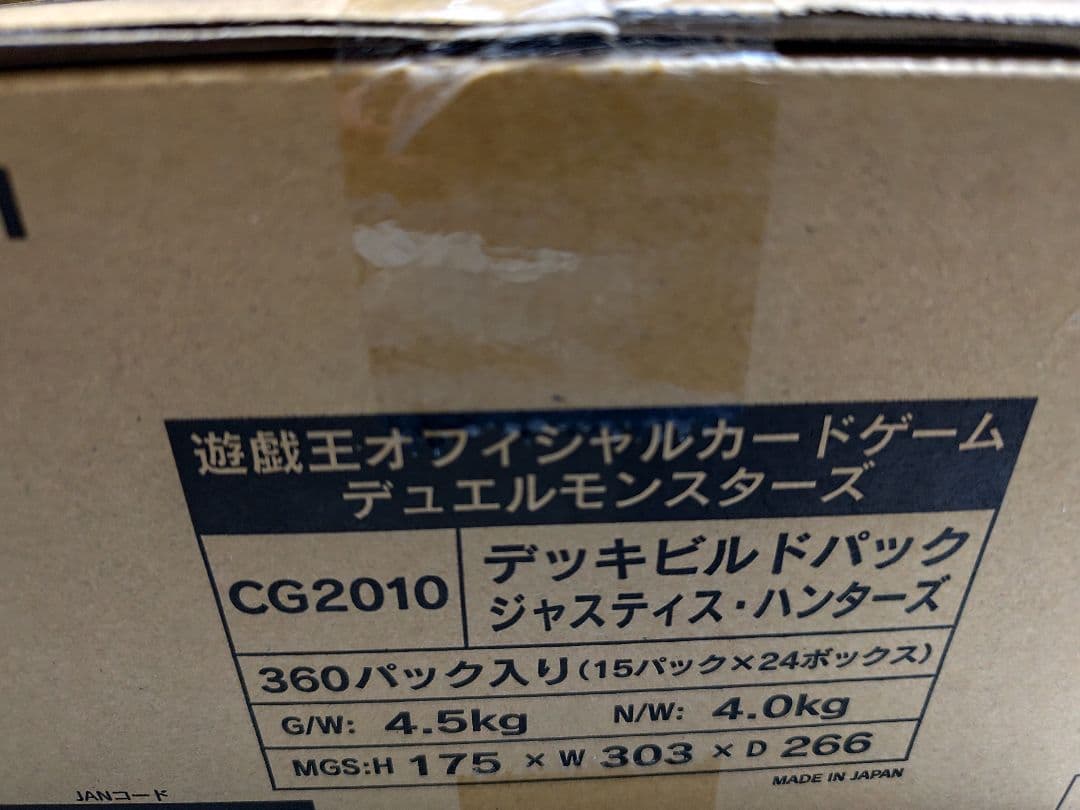 遊戯王オフィシャルカードゲーム
デュエルモンスターズ
CG2010
デッキビルドパック
ジャスティス・ハンターズ
360パック入り(15パック×24ボックス)
G/W: 4.5kg N/W: 4.0kg
MGS:H 175 × W 303 × D 266
MADE IN JAPAN
JANコード